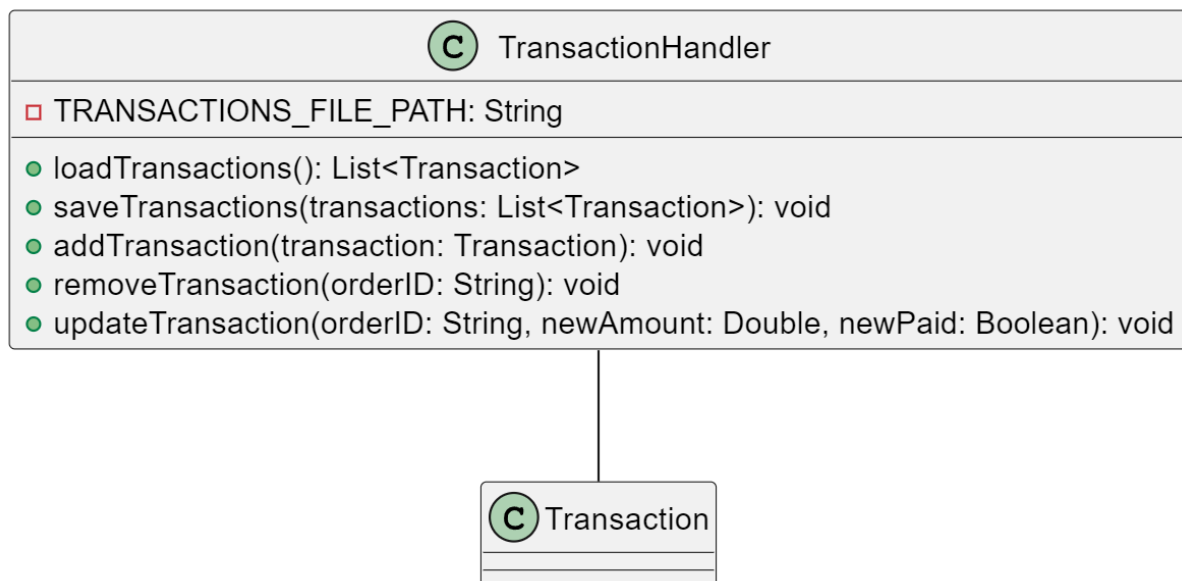 C TransactionHandler
TRANSACTIONS_FILE_PATH: String
loadTransactions(): List<Transaction>
saveTransactions(transactions: List<Transaction>): void
addTransaction(transaction: Transaction): void
removeTransaction(orderID: String): void
updateTransaction(orderID: String, newAmount: Double, newPaid: Boolean): void
C Transaction